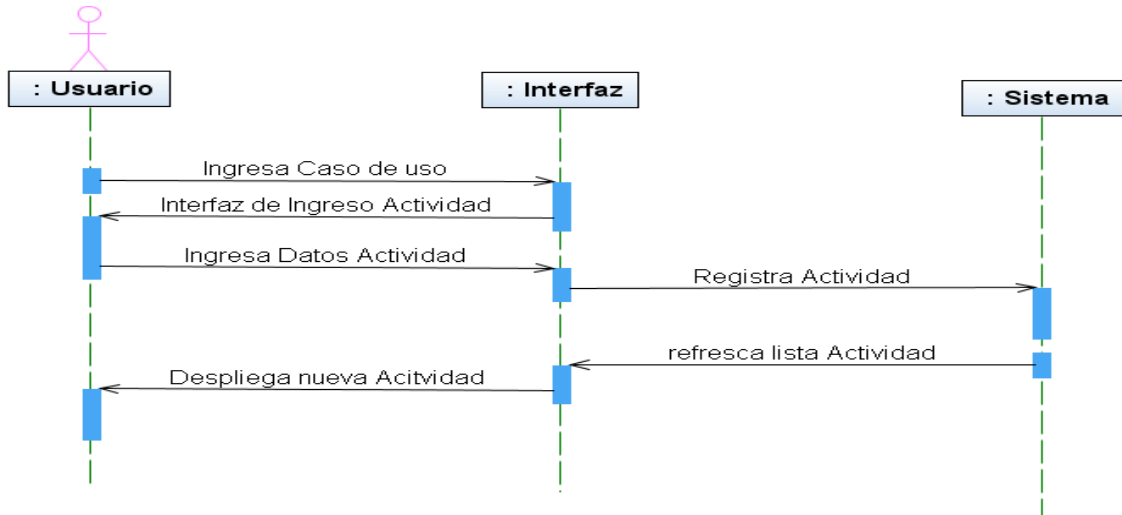 : Usuario
: Interfaz
: Sistema
Ingresa Caso de uso
Interfaz de Ingreso Actividad
Ingresa Datos Actividad
Registra Actividad
refresca lista Actividad
Despliega nueva Acitvidad